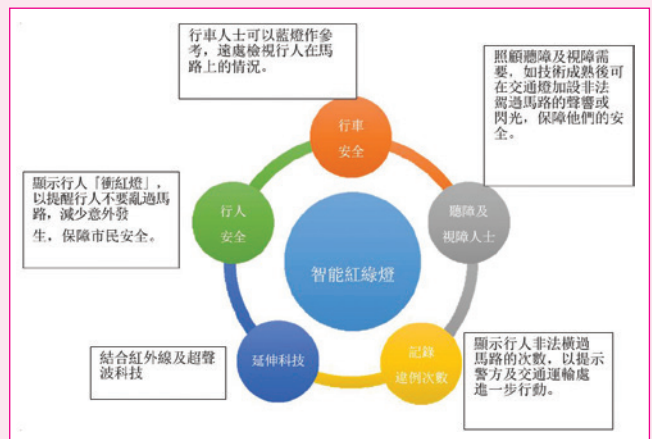 行車人士可以藍燈作參
考，遠處檢視行人在馬
路上的情況。
照顧聽障及視障需
要，如技術成熟後可
在交通燈加設非法
駕過馬路的聲響或
閃光，保障他們的安
全。
行車
安全
顯示行人「衝紅燈」，
以提醒行人不要亂過馬
路，減少意外發
生，保障市民安全。
行人
安全
聽障及
視障人士
智能紅綠燈
結合紅外線及超聲
波科技
延伸科技
記錄
違例次數
顯示行人非法橫過
馬路的次數，以提示
警方及交通運輸處
進一步行動。